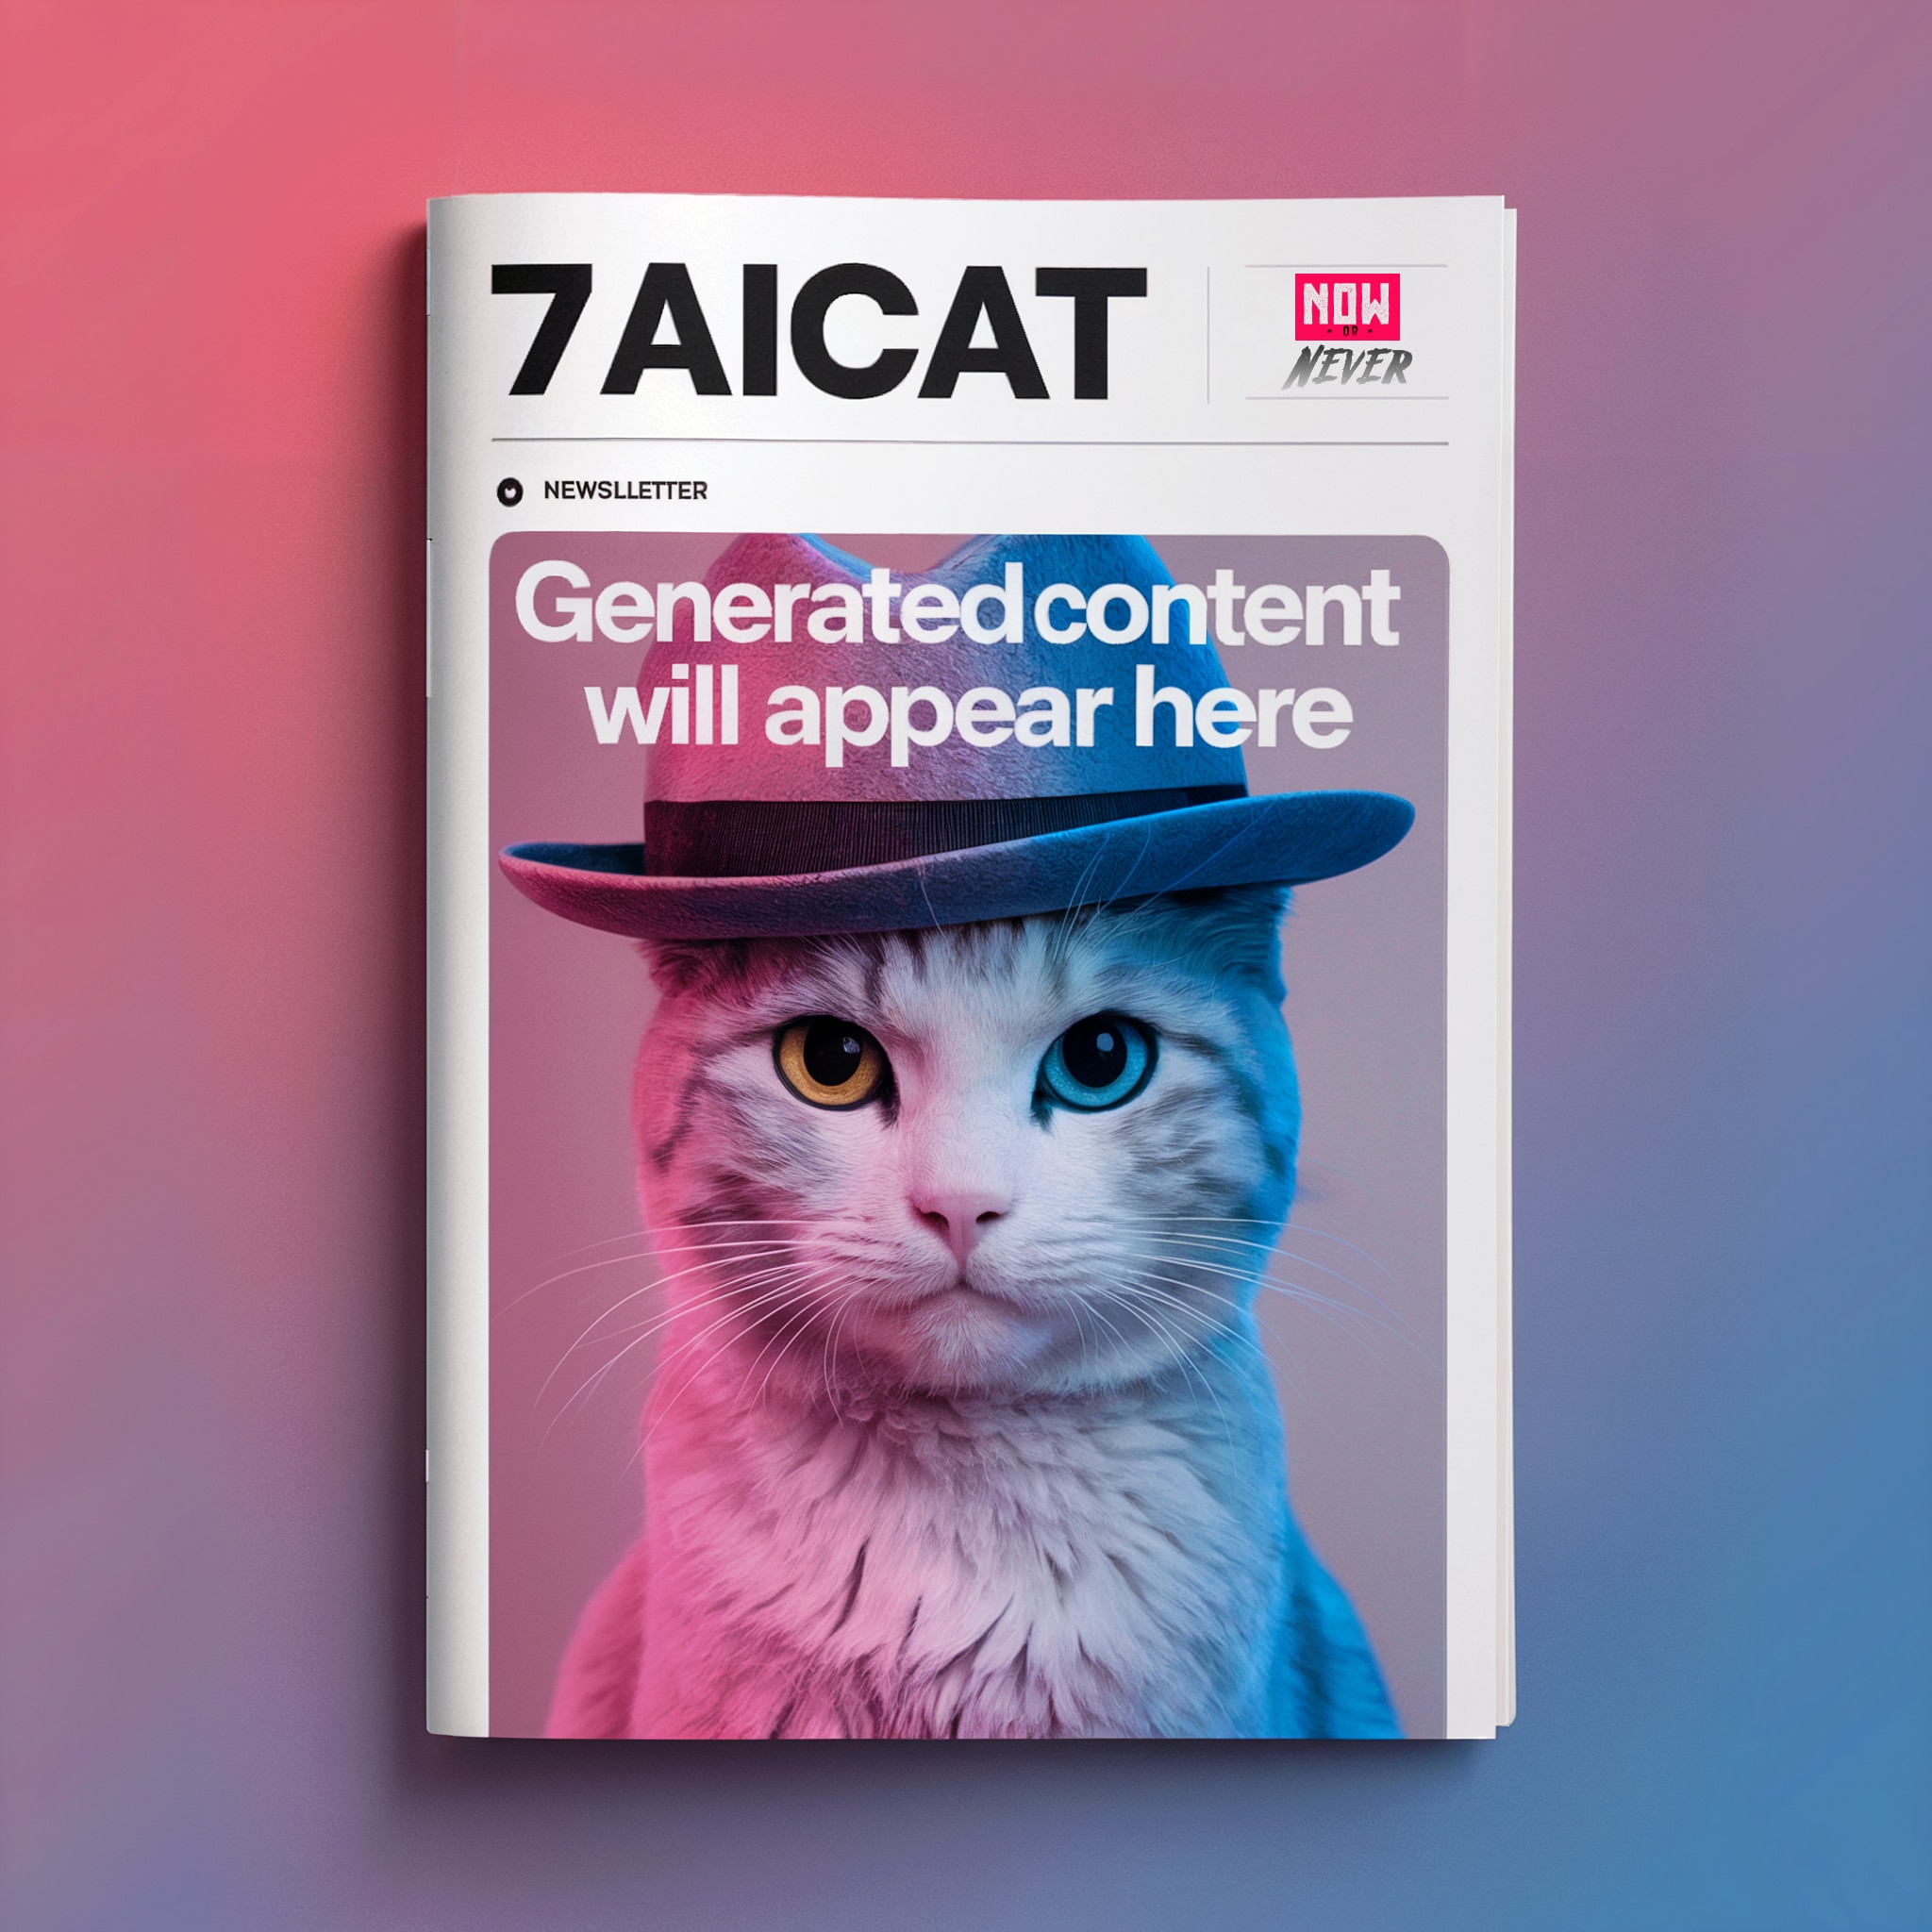 7AICAT
NOW
• OR •
NEVER
NEWSLLETTER
Generated content
will appear here